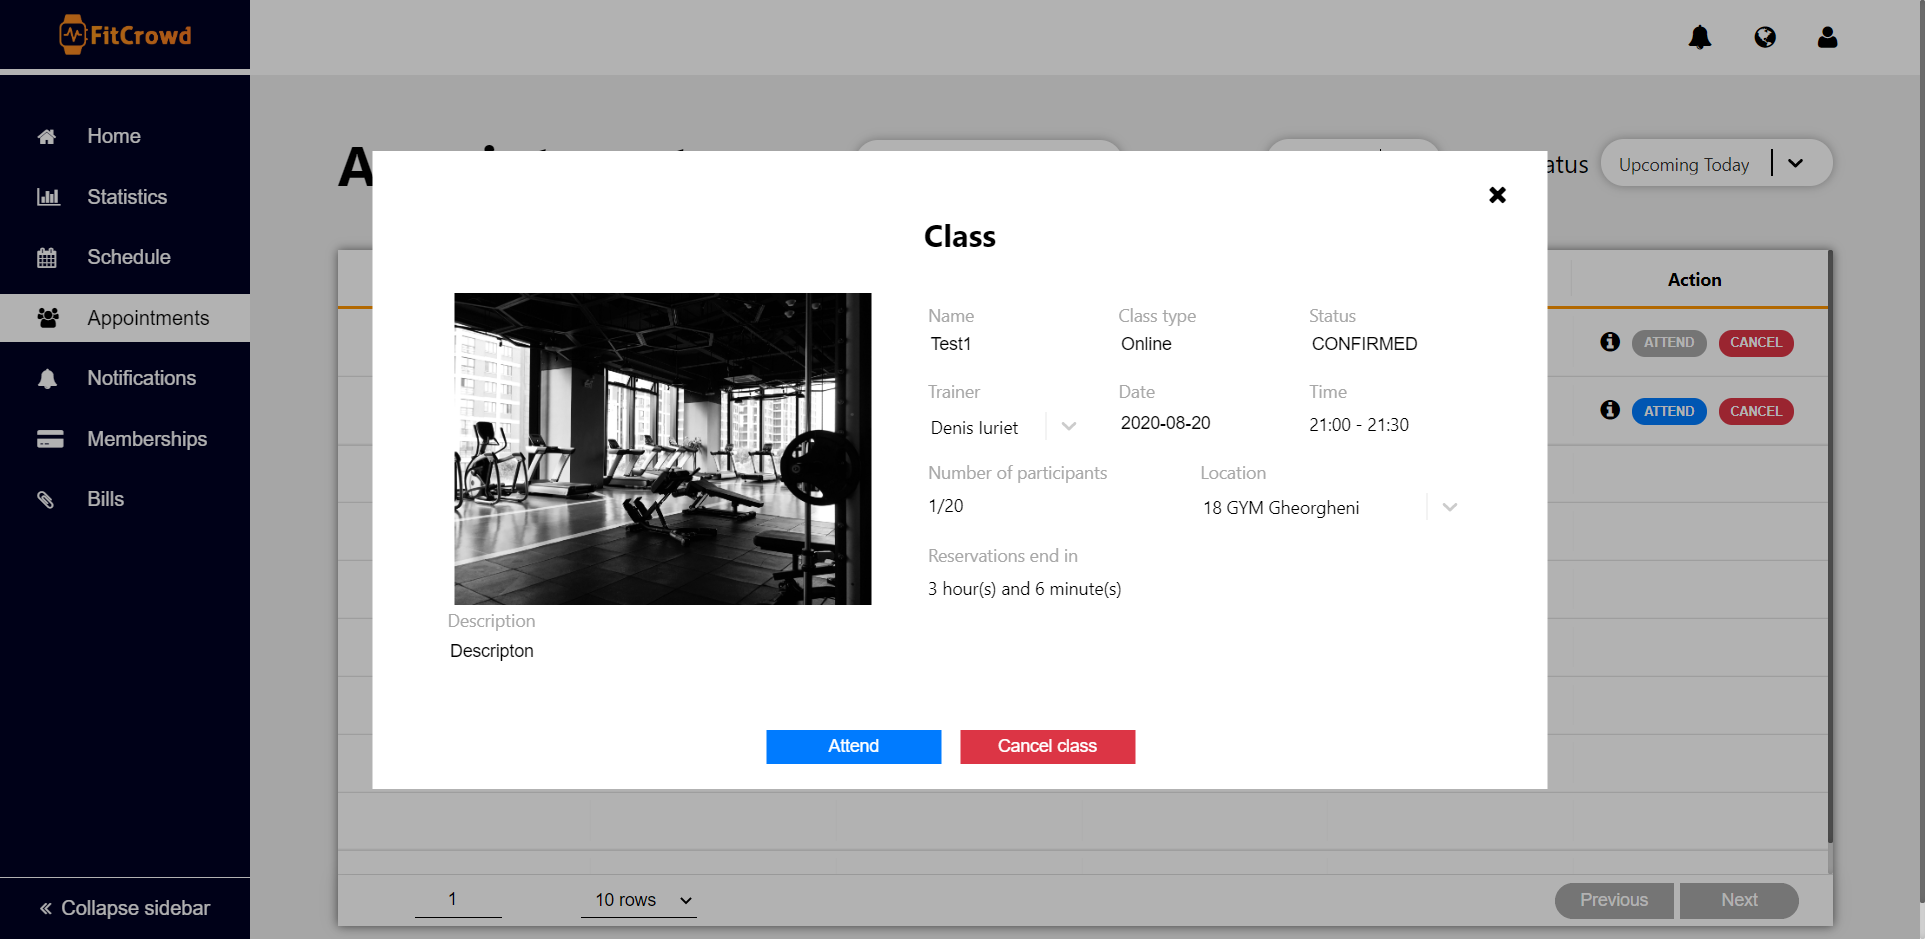 FitCrowd
Home
Statistics
Schedule
Appointments
Notifications
Memberships
Bills
Collapse sidebar
Upcoming Today
Action
ATTEND CANCEL
ATTEND CANCEL
Class
Name Class type Status
Test1 Online CONFIRMED
Trainer Date Time
Denis Iuriet 2020-08-20 21:00 - 21:30
Number of participants Location
1/20 18 GYM Gheorgheni
Reservations end in
3 hour(s) and 6 minute(s)
Description
Descripton
Attend Cancel class
1 10 rows Previous Next